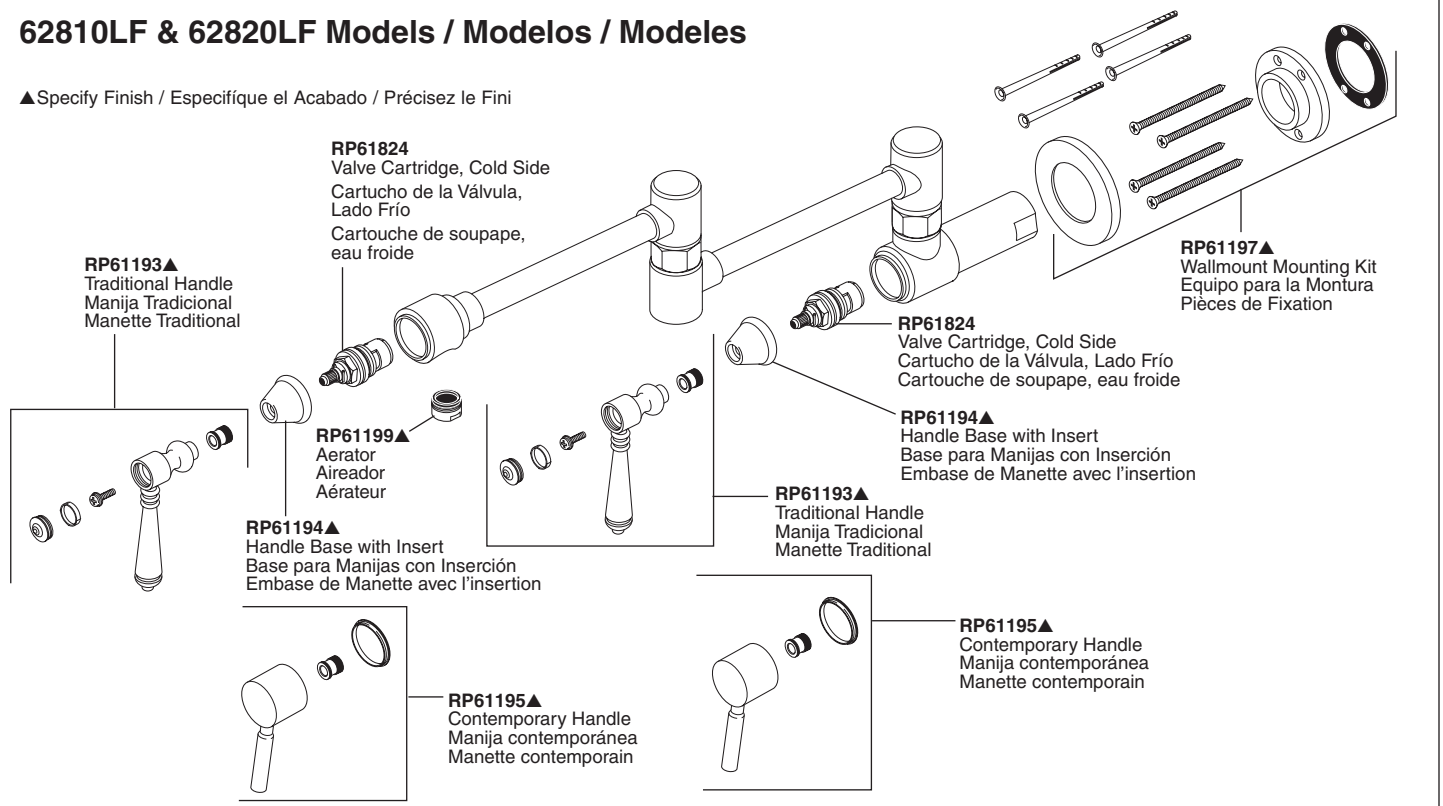 62810LF & 62820LF Models / Modelos / Modeles
▲Specify Finish / Especifíque el Acabado / Précisez le Fini
RP61824
Valve Cartridge, Cold Side
Cartucho de la Válvula,
Lado Frío
Cartouche de soupape,
eau froide
RP61193▲
Traditional Handle
Manija Tradicional
Manette Traditional
RP61197▲
Wallmount Mounting Kit
Equipo para la Montura
Pièces de Fixation
RP61824
Valve Cartridge, Cold Side
Cartucho de la Válvula, Lado Frío
Cartouche de soupape, eau froide
RP61194▲
Handle Base with Insert
Base para Manijas con Inserción
Embase de Manette avec l’insertion
RP61199▲
Aerator
Aireador
Aérateur
RP61193▲
Traditional Handle
Manija Tradicional
Manette Traditional
RP61194▲
Handle Base with Insert
Base para Manijas con Inserción
Embase de Manette avec l’insertion
RP61195▲
Contemporary Handle
Manija contemporánea
Manette contemporain
RP61195▲
Contemporary Handle
Manija contemporánea
Manette contemporain